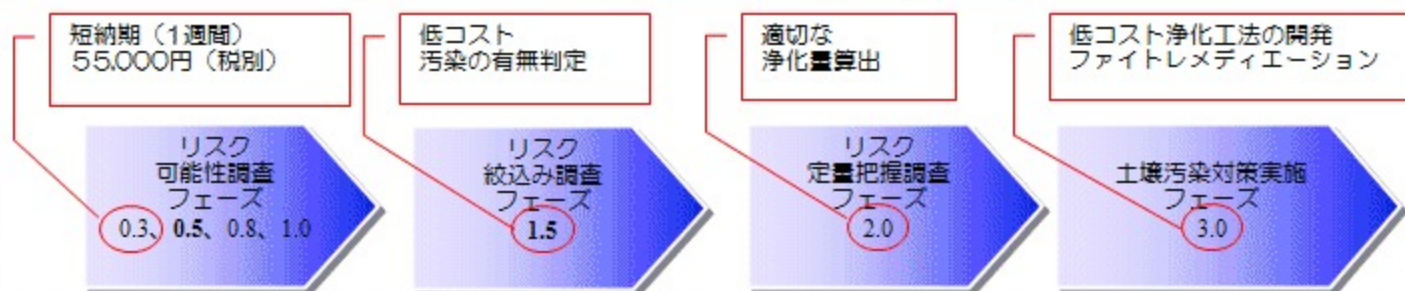 短納期（1週間）
55,000円（税別）
低コスト
汚染の有無判定
適切な
浄化量算出
低コスト浄化工法の開発
ファイトレメディエーション
リスク
可能性調査
フェーズ
0.3、0.5、0.8、1.0
リスク
絞込み調査
フェーズ
1.5
リスク
定量把握調査
フェーズ
2.0
土壌汚染対策実施
フェーズ
3.0